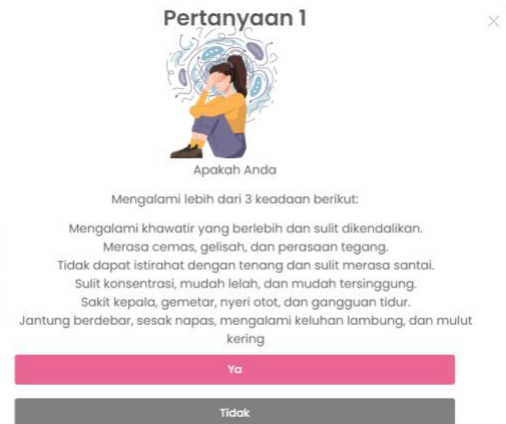 Pertanyaan 1
Apakah Anda
Mengalami lebih dari 3 keadaan berikut:
Mengalami khawatir yang berlebih dan sulit dikendalikan.
Merasa cemas, gelisah, dan perasaan tegang.
Tidak dapat istirahat dengan tenang dan sulit merasa santai.
Sulit konsentrasi, mudah lelah, dan mudah tersinggung.
Sakit kepala, gemetar, nyeri otot, dan gangguan tidur.
Jantung berdebar, sesak napas, mengalami keluhan lambung, dan mulut
kering
Ya
Tidak